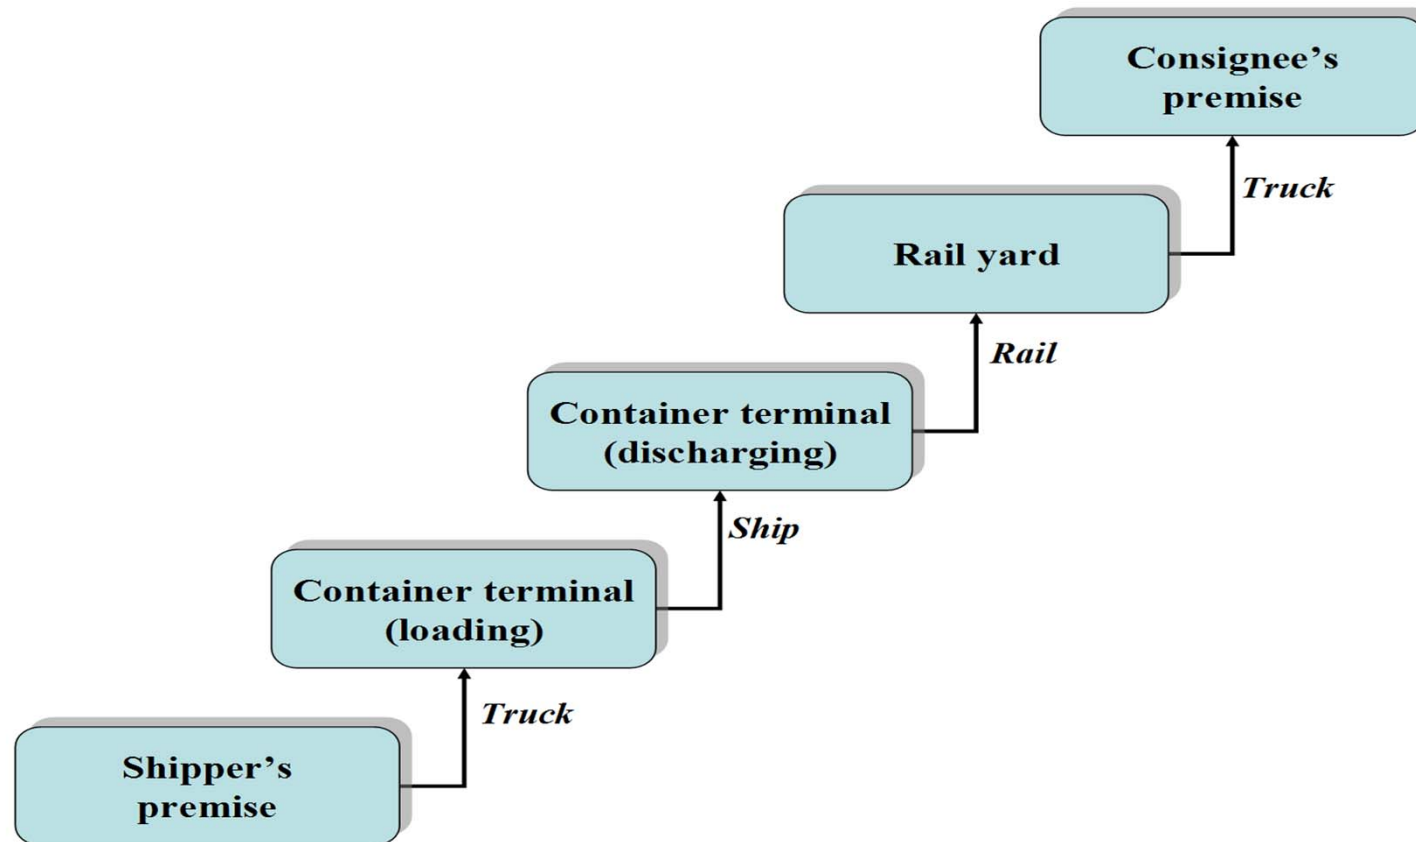 Consignee’s
premise
Truck
Rail yard
Rail
Container terminal
(discharging)
Ship
Container terminal
(loading)
Truck
Shipper’s
premise